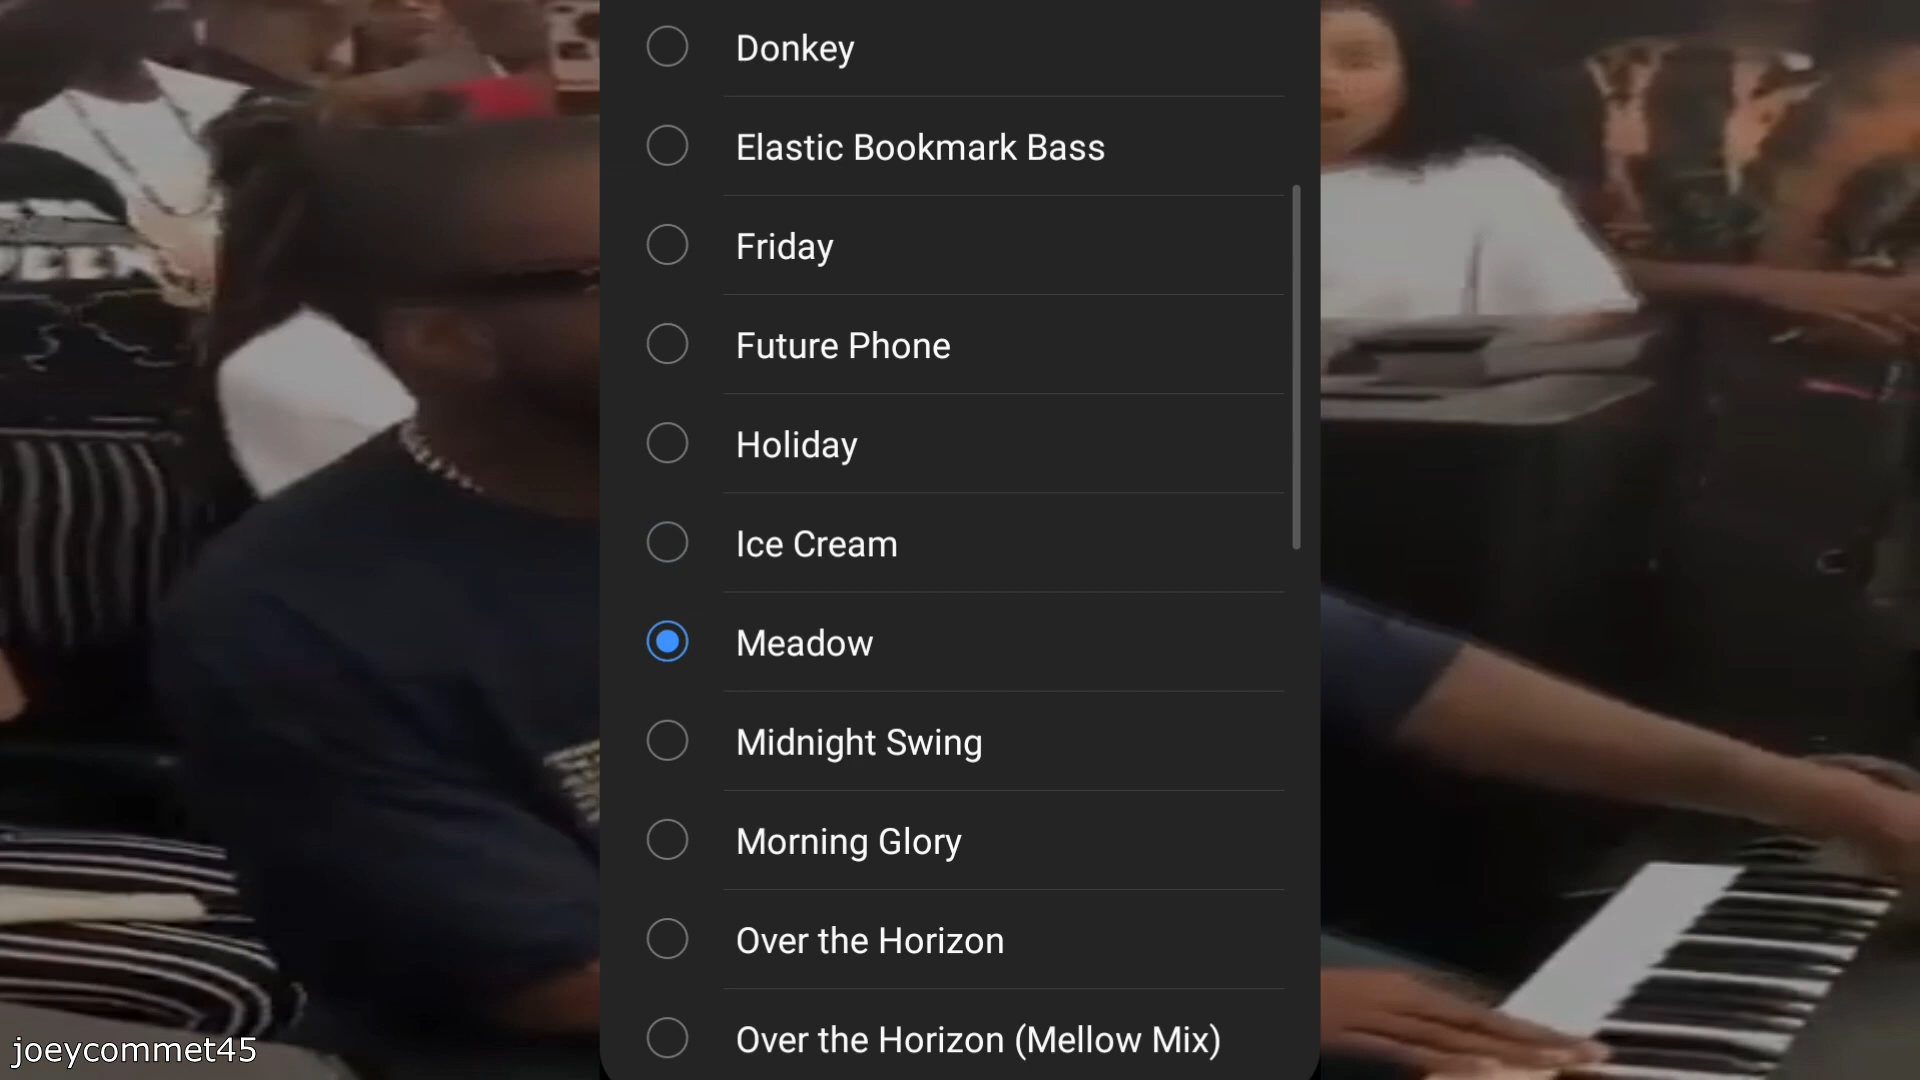 Donkey
Elastic Bookmark Bass
Friday
Future Phone
Holiday
Ice Cream
Meadow
Midnight Swing
Morning Glory
Over the Horizon
Over the Horizon (Mellow Mix)
joeycommet45